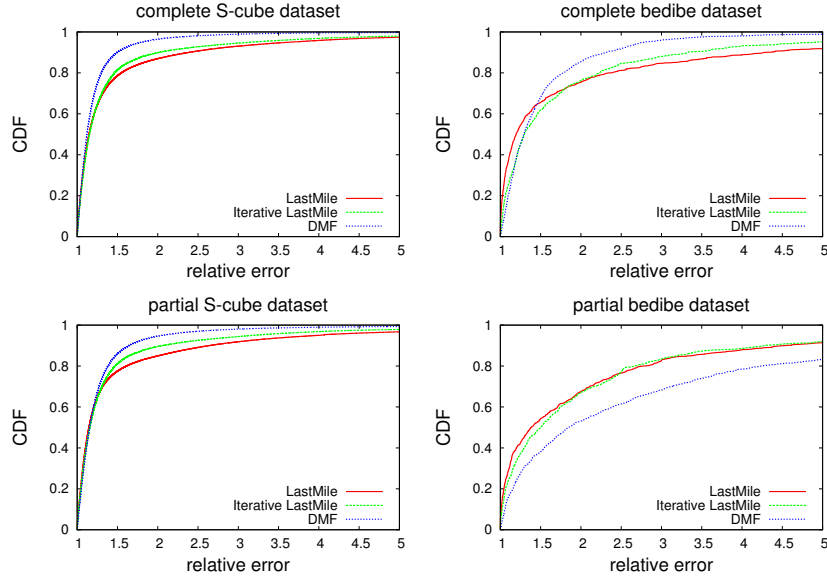 complete S-cube dataset
1
0.8
0.6
0.4
0.2
0
CDF
LastMile
Iterative LastMile
DMF
1 1.5 2 2.5 3 3.5 4 4.5 5
relative error
complete bedibe dataset
1
0.8
0.6
0.4
0.2
0
CDF
LastMile
Iterative LastMile
DMF
1 1.5 2 2.5 3 3.5 4 4.5 5
relative error
partial S-cube dataset
1
0.8
0.6
0.4
0.2
0
CDF
LastMile
Iterative LastMile
DMF
1 1.5 2 2.5 3 3.5 4 4.5 5
relative error
partial bedibe dataset
1
0.8
0.6
0.4
0.2
0
CDF
LastMile
Iterative LastMile
DMF
1 1.5 2 2.5 3 3.5 4 4.5 5
relative error